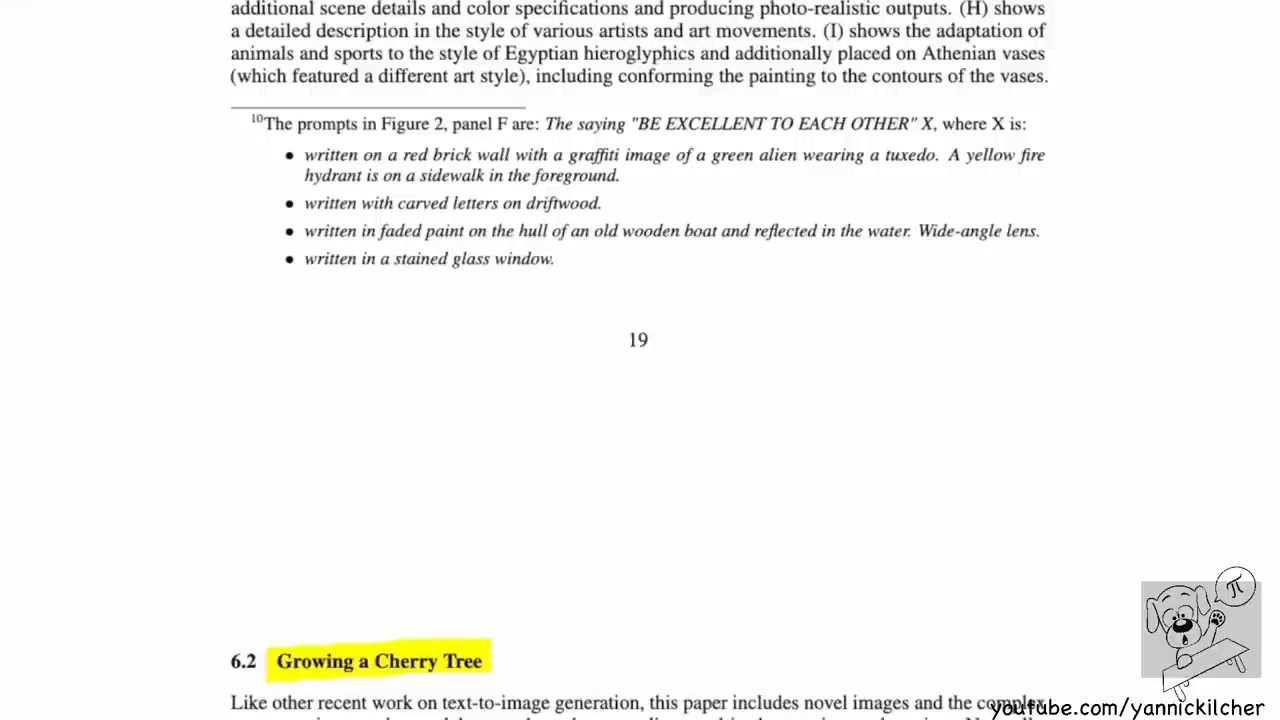 additional scene details and color specifications and producing photo-realistic outputs. (H) shows
a detailed description in the style of various artists and art movements. (I) shows the adaptation of
animals and sports to the style of Egyptian hieroglyphics and additionally placed on Athenian vases
(which featured a different art style), including conforming the painting to the contours of the vases.
10The prompts in Figure 2, panel F are: The saying "BE EXCELLENT TO EACH OTHER" X, where X is:
• written on a red brick wall with a graffiti image of a green alien wearing a tuxedo. A yellow fire
hydrant is on a sidewalk in the foreground.
• written with carved letters on driftwood.
• written in faded paint on the hull of an old wooden boat and reflected in the water. Wide-angle lens.
• written in a stained glass window.
19
π
6.2 Growing a Cherry Tree
Like other recent work on text-to-image generation, this paper includes novel images and the complex
youtube.com/yannickilcher